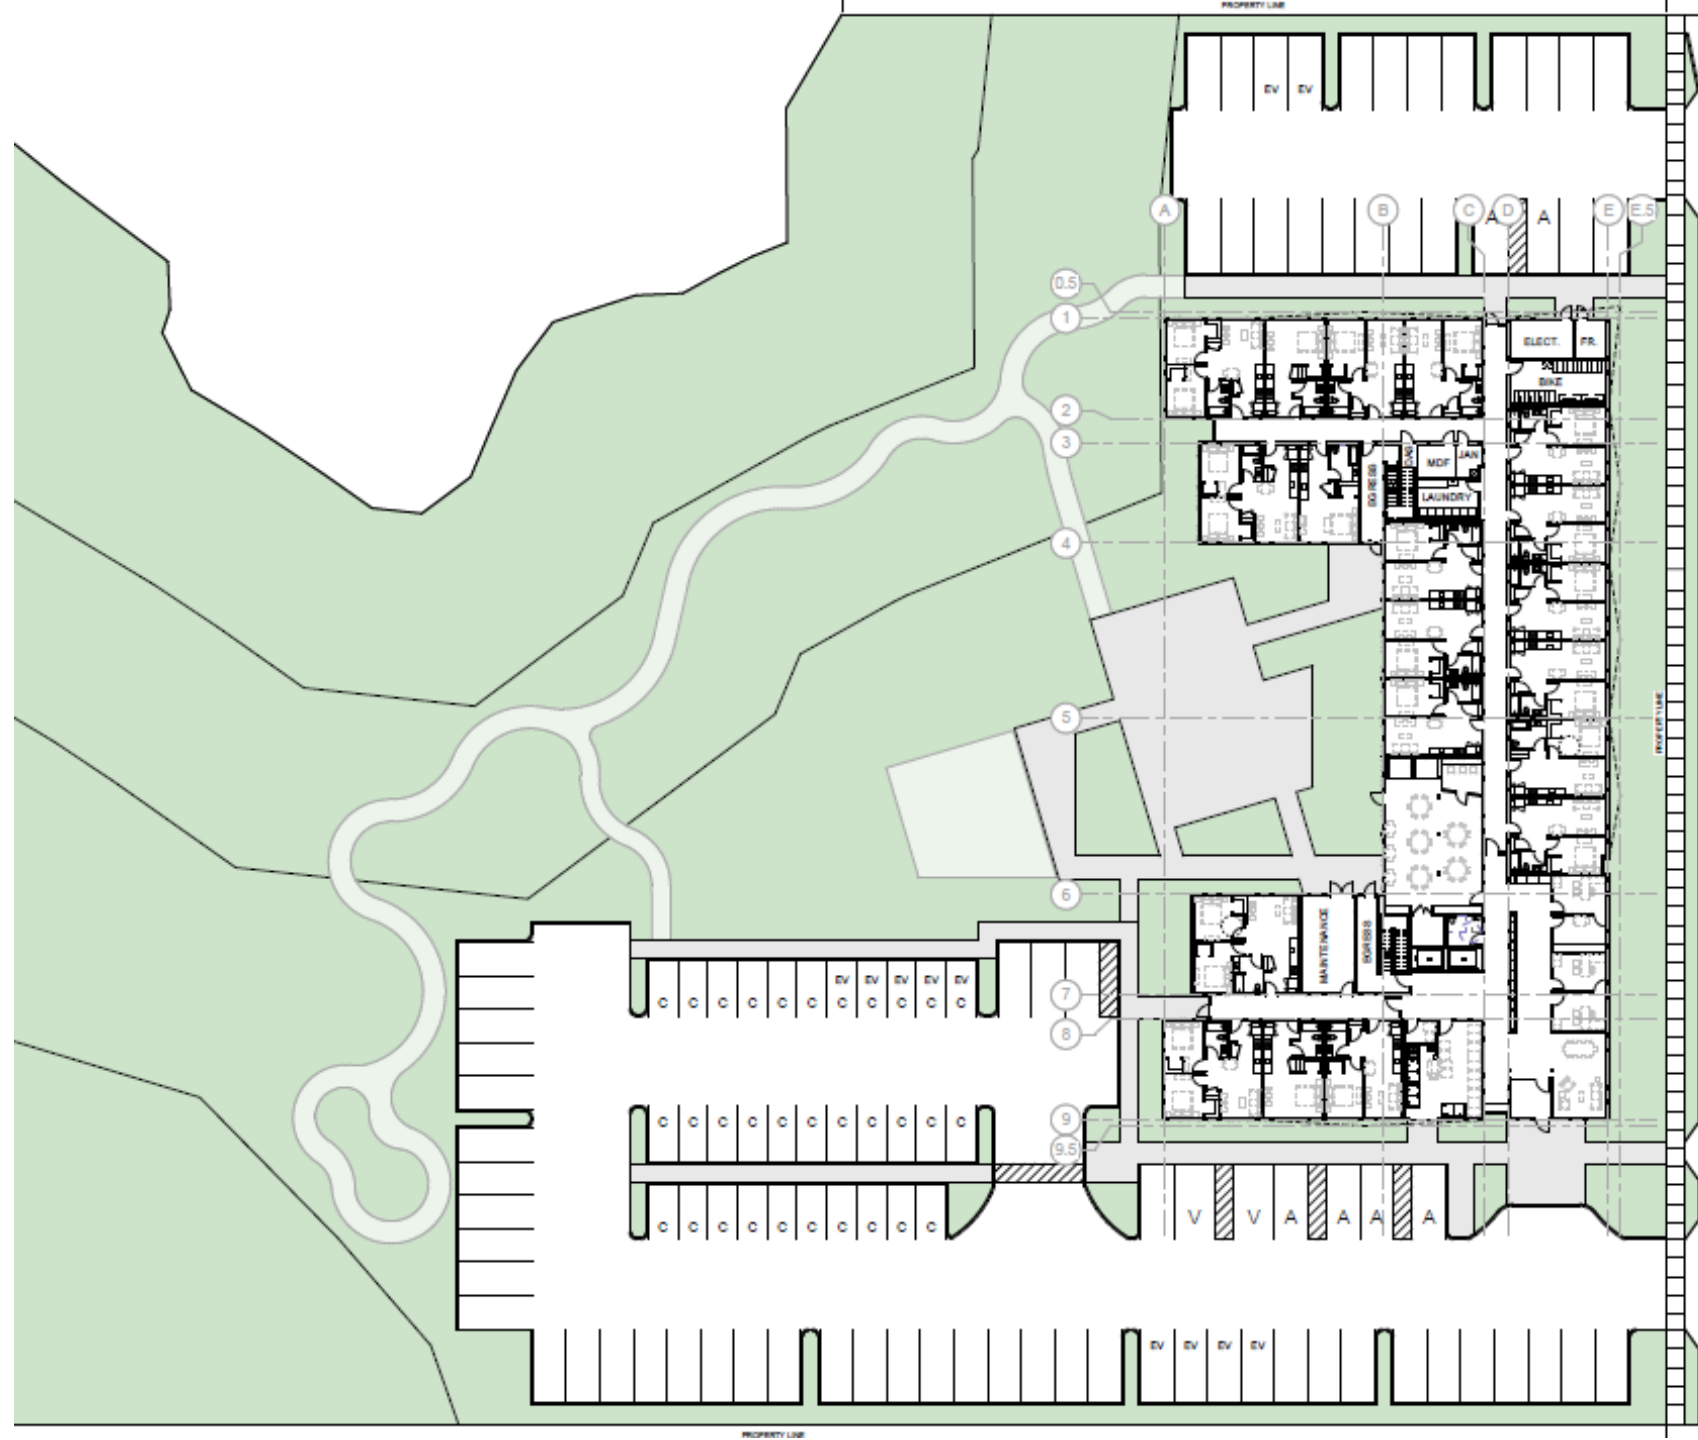 PROPERTY LINE
EV EV
A B C D E E.5
A A
0.5
1
ELECT. FR.
BIKE
2
3
DAS MDF JAN
EGRESS
LAUNDRY
4
PROPERTY LINE
5
6
MAINTENANCE
EGRESS
EV EV EV EV EV
C C C C C C C C C C
7
8
9
C C C C C C C C C C
9.5
C C C C C C C C C C
V V A A A A
EV EV EV EV
PROPERTY LINE